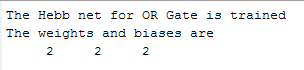 The Hebb net for OR Gate is trained
The weights and biases are
2 2 2